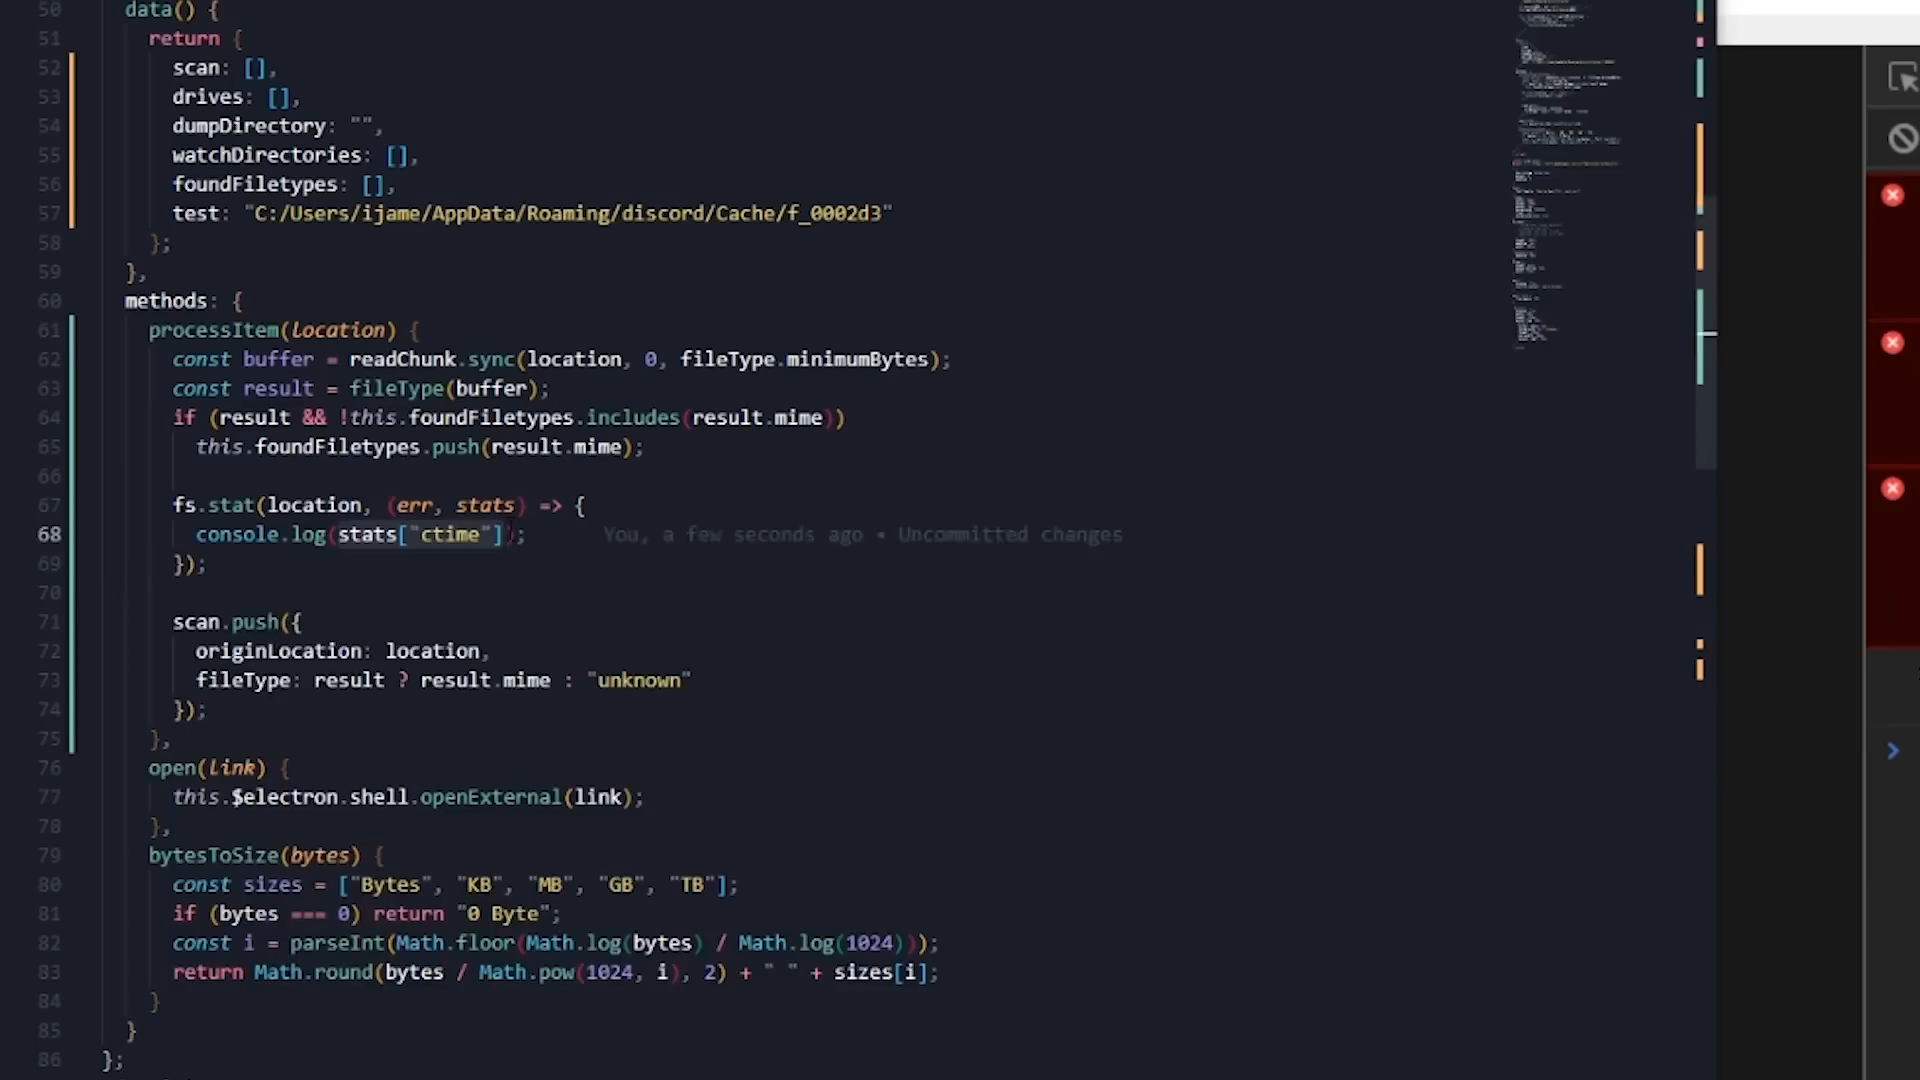 50 data() {
51 return {
52 scan: [],
53 drives: [],
54 dumpDirectory: "",
55 watchDirectories: [],
56 foundFiletypes: [],
57 test: "C:/Users/ijame/AppData/Roaming/discord/Cache/f_0002d3"
58 };
59 },
60 methods: {
61 processItem(location) {
62 const buffer = readChunk.sync(location, 0, fileType.minimumBytes);
63 const result = fileType(buffer);
64 if (result && !this.foundFiletypes.includes(result.mime))
65 this.foundFiletypes.push(result.mime);
66
67 fs.stat(location, (err, stats) => {
68 console.log(stats["ctime"]); You, a few seconds ago • Uncommitted changes
69 });
70
71 scan.push({
72 originLocation: location,
73 fileType: result ? result.mime : "unknown"
74 });
75 },
76 open(link) {
77 this.$electron.shell.openExternal(link);
78 },
79 bytesToSize(bytes) {
80 const sizes = ["Bytes", "KB", "MB", "GB", "TB"];
81 if (bytes === 0) return "0 Byte";
82 const i = parseInt(Math.floor(Math.log(bytes) / Math.log(1024)));
83 return Math.round(bytes / Math.pow(1024, i), 2) + " " + sizes[i];
84 }
85 }
86 };